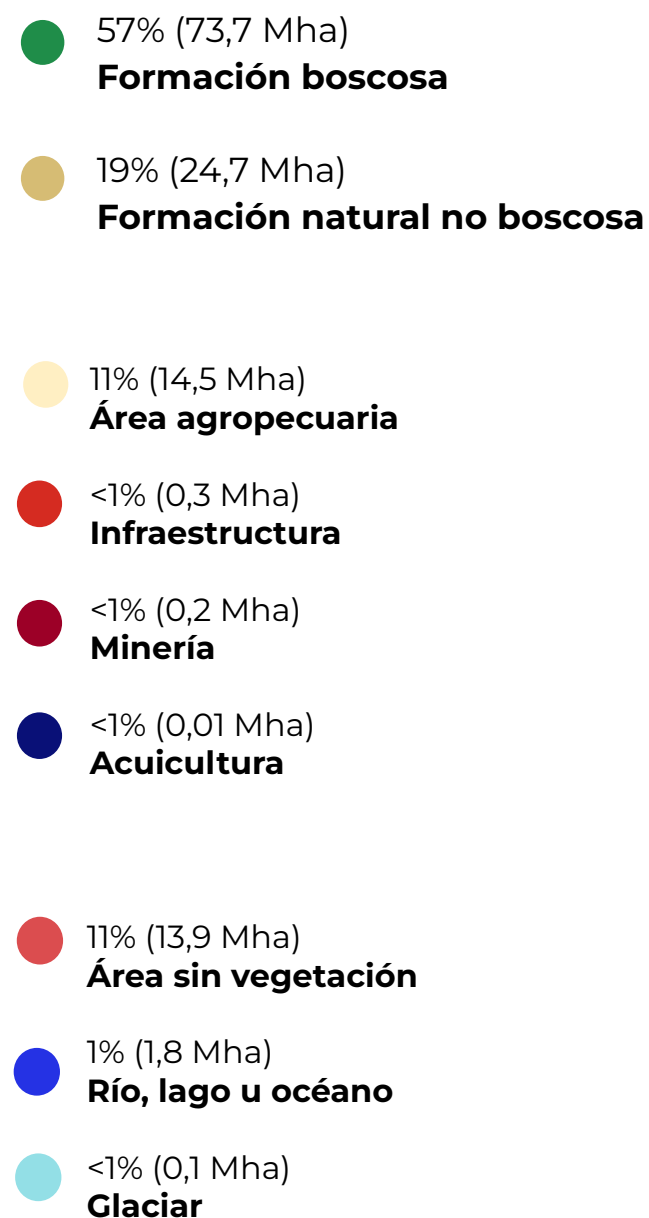 57% (73,7 Mha)
Formación boscosa
19% (24,7 Mha)
Formación natural no boscosa
11% (14,5 Mha)
Área agropecuaria
<1% (0,3 Mha)
Infraestructura
<1% (0,2 Mha)
Minería
<1% (0,01 Mha)
Acuicultura
11% (13,9 Mha)
Área sin vegetación
1% (1,8 Mha)
Río, lago u océano
<1% (0,1 Mha)
Glaciar